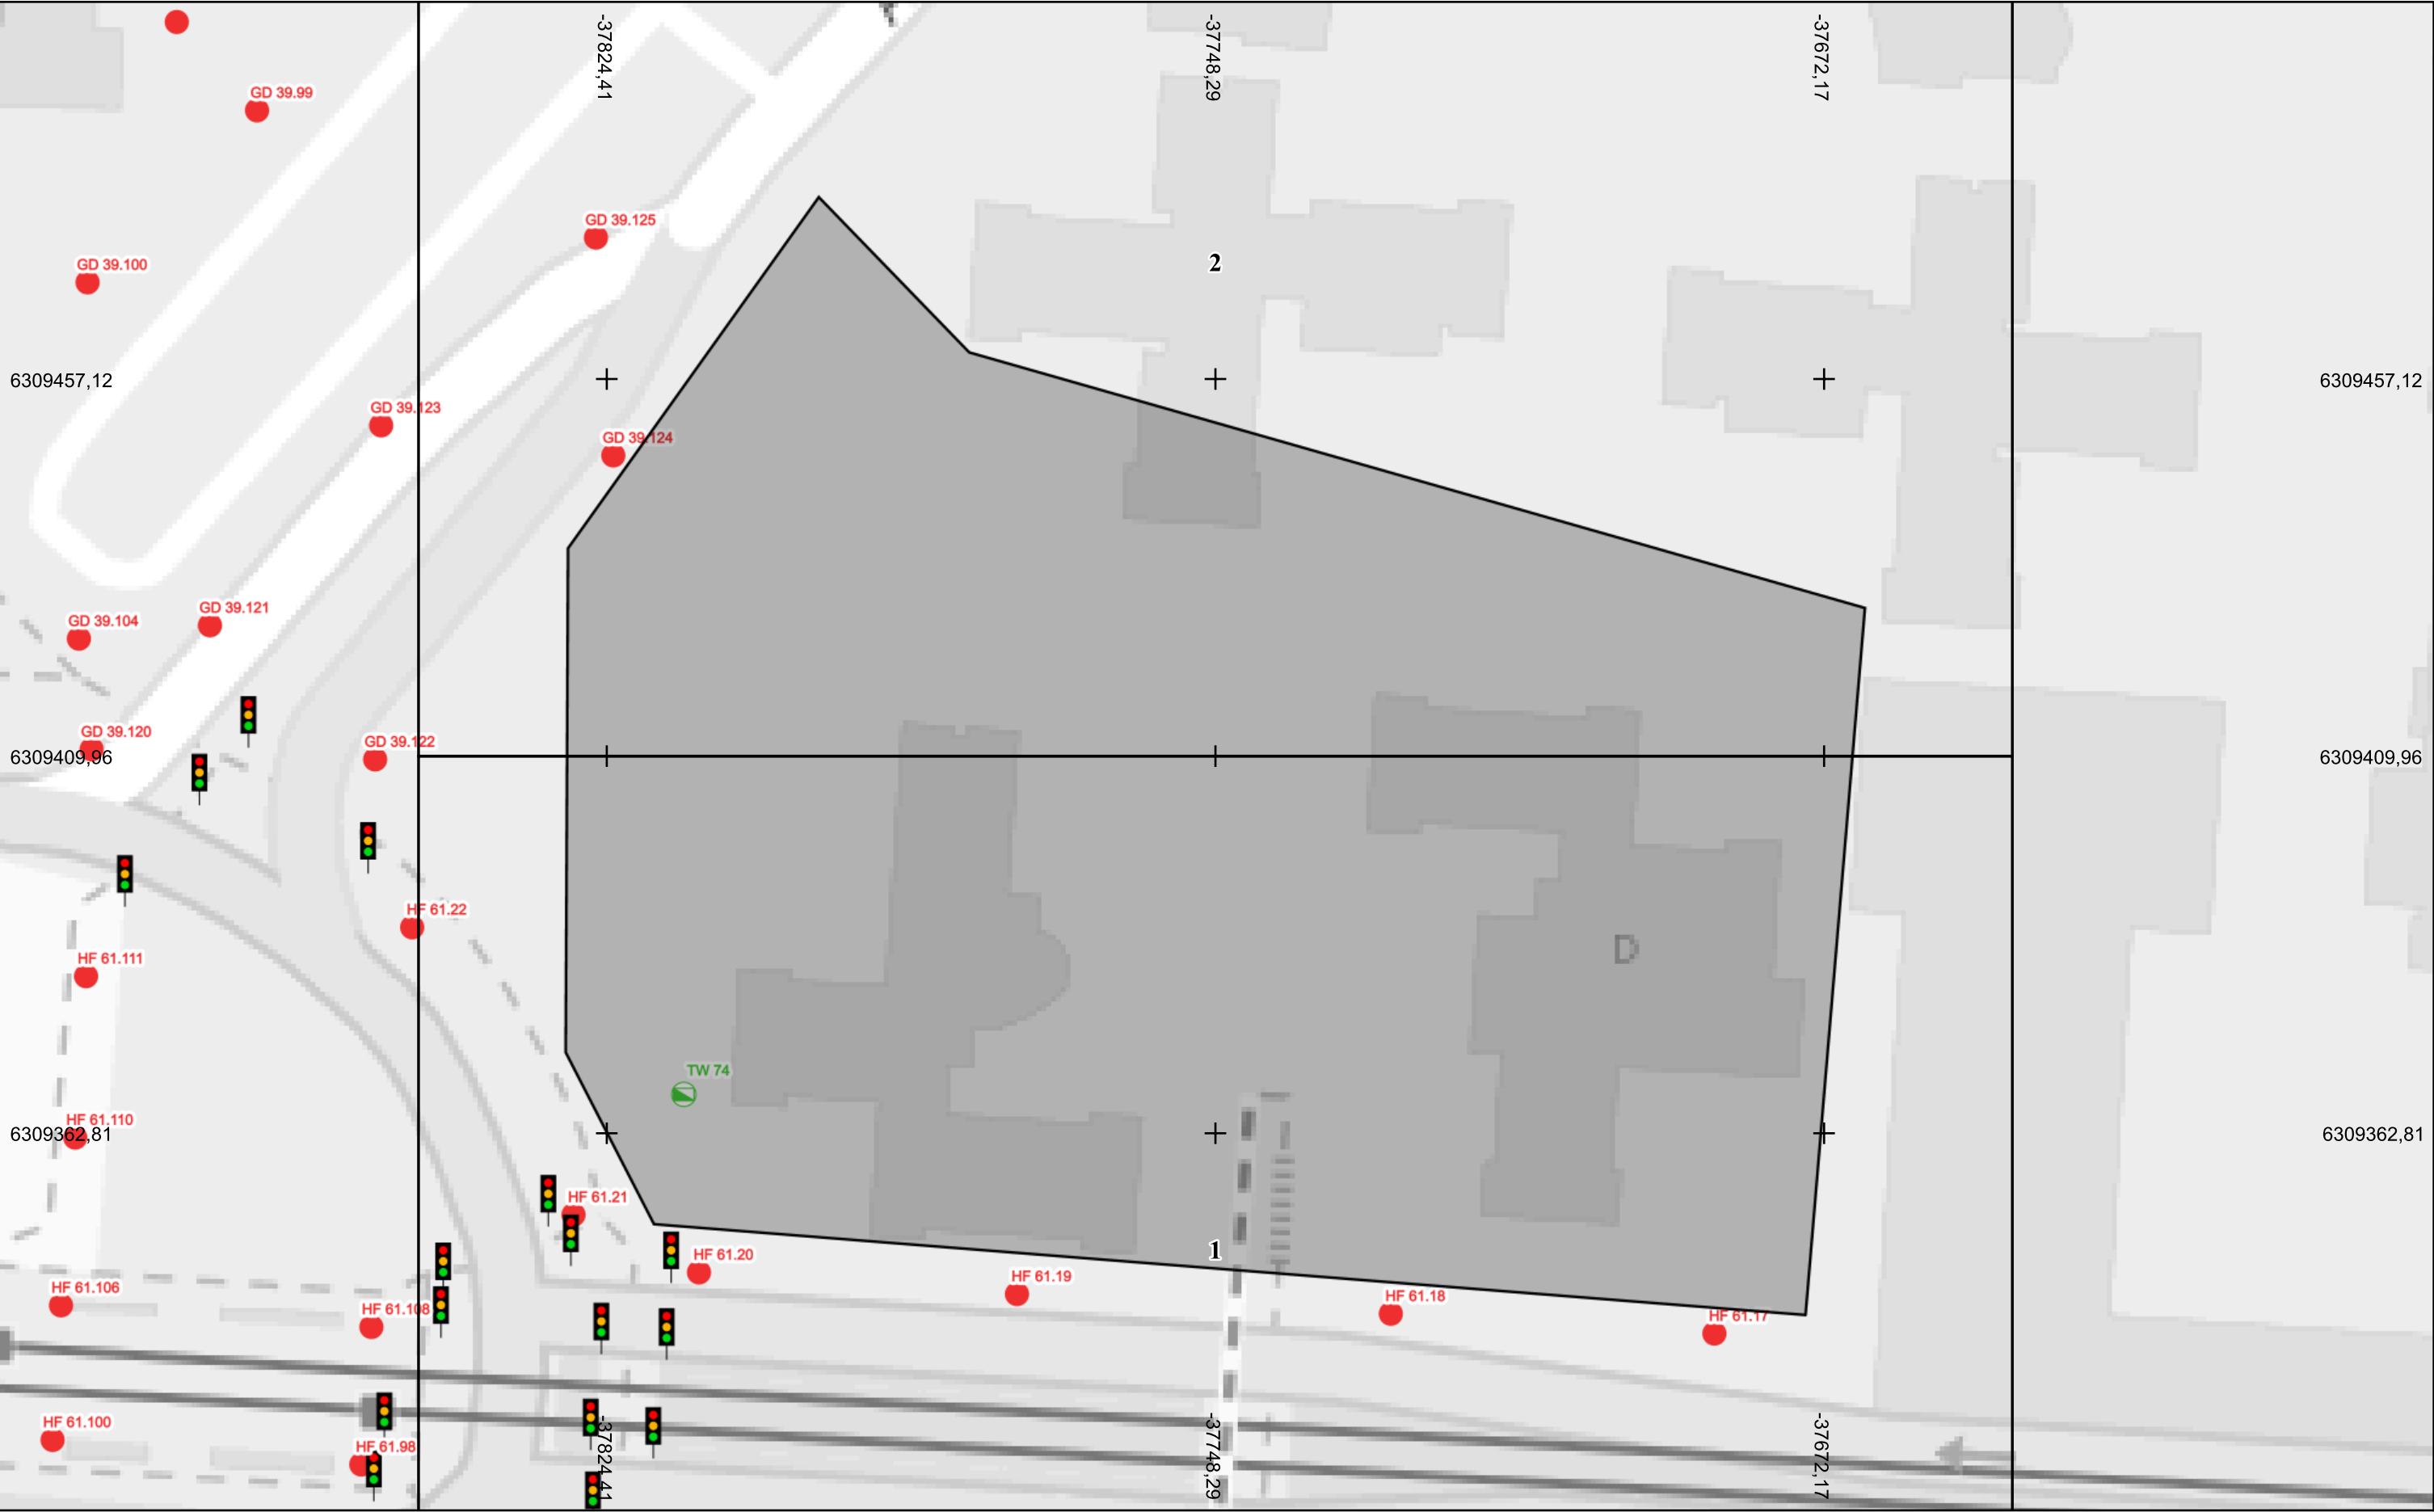 -37824,41
-37748,29
-37672,17
GD 39.99
GD 39.125
GD 39.100
2
6309457,12
6309457,12
GD 39.123
GD 39.124
GD 39.121
GD 39.104
GD 39.120
GD 39.122
6309409,96
6309409,96
HF 61.22
D
HF 61.111
TW 74
HF 61.110
6309362,81
6309362,81
HF 61.21
1
HF 61.20
HF 61.19
HF 61.106
HF 61.18
HF 61.108
HF 61.17
HF 61.100
HF 61.98
-37824,41
-37748,29
-37672,17